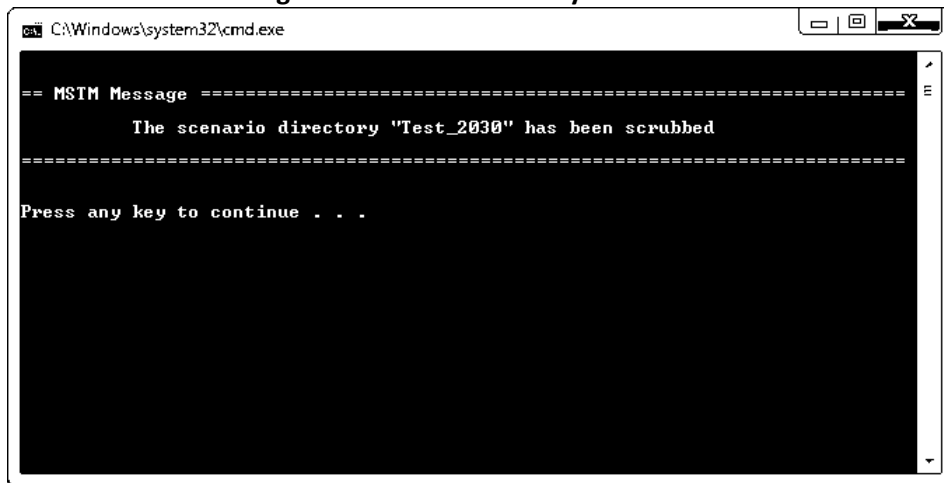 C:\Windows\system32\cmd.exe
== MSTM Message ===============================================================
The scenario directory "Test_2030" has been scrubbed
===============================================================================
Press any key to continue . . .